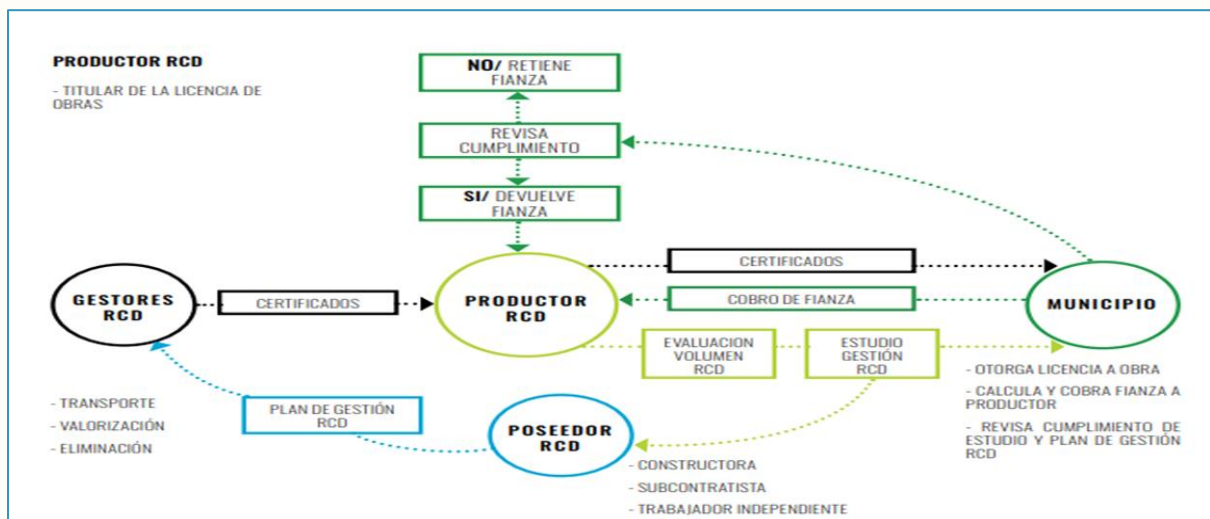 PRODUCTOR RCD
- TITULAR DE LA LICENCIA DE
OBRAS
NO/ RETIENE
FIANZA
REVISA
CUMPLIMIENTO
SI/ DEVUELVE
FIANZA
GESTORES
RCD
CERTIFICADOS
PRODUCTOR
RCD
CERTIFICADOS
COBRO DE FIANZA
MUNICIPIO
EVALUACION
VOLUMEN
RCD
ESTUDIO
GESTIÓN
RCD
- TRANSPORTE
- VALORIZACIÓN
- ELIMINACIÓN
PLAN DE GESTIÓN
RCD
POSEEDOR
RCD
- CONSTRUCTORA
- SUBCONTRATISTA
- TRABAJADOR INDEPENDIENTE
- OTORGA LICENCIA A OBRA
- CALCULA Y COBRA FIANZA A
PRODUCTOR
- REVISA CUMPLIMIENTO DE
ESTUDIO Y PLAN DE GESTIÓN
RCD